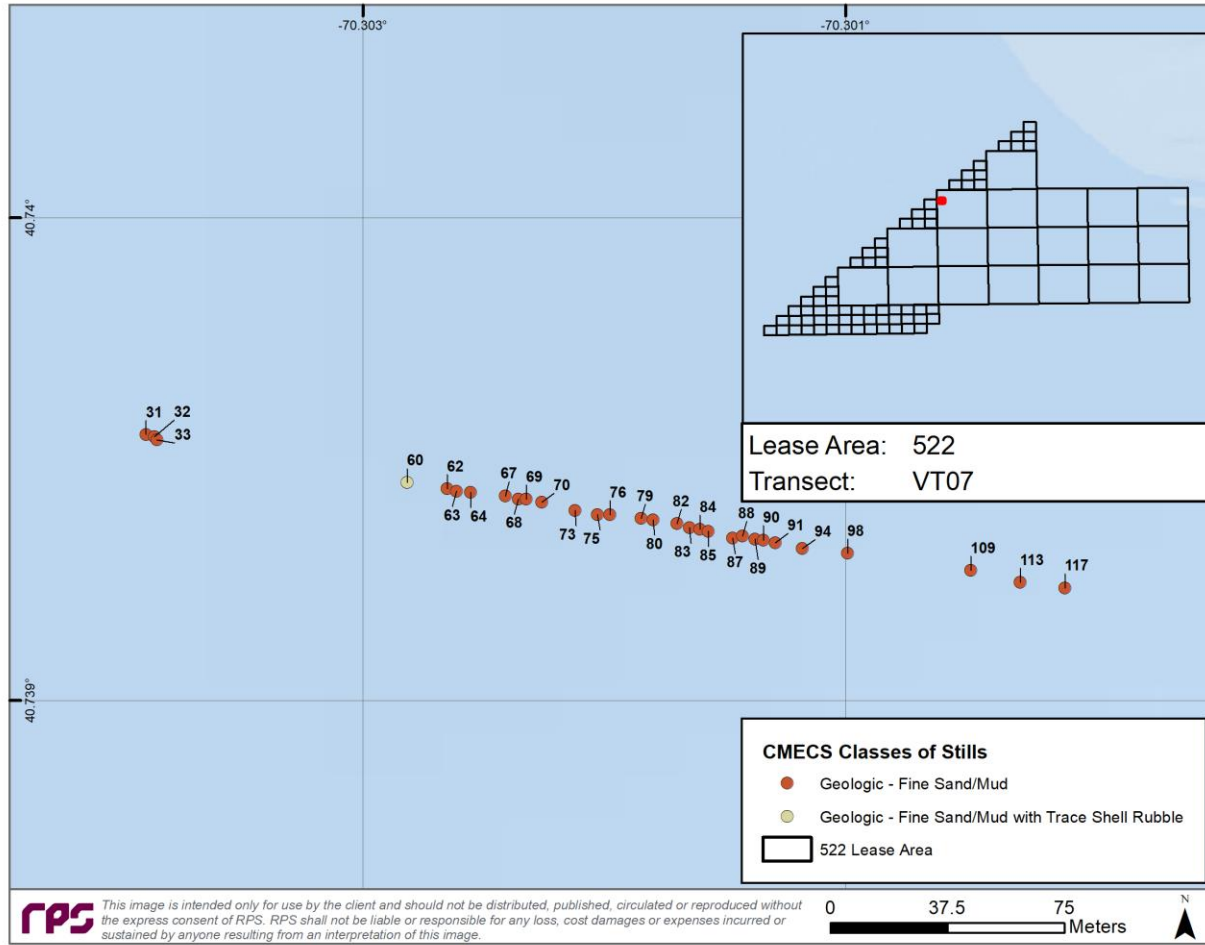 -70.303°
-70.301°
40.74°
40.739°
31
32
33
60
62
63
64
67
68
69
70
73
75
76
79
80
82
83
84
85
87
88
89
90
91
94
98
109
113
117
Lease Area: 522
Transect: VT07
CMECS Classes of Stills
Geologic - Fine Sand/Mud
Geologic - Fine Sand/Mud with Trace Shell Rubble
522 Lease Area
rps
This image is intended only for use by the client and should not be distributed, published, circulated or reproduced without
the express consent of RPS. RPS shall not be liable or responsible for any loss, cost damages or expenses incurred or
sustained by anyone resulting from an interpretation of this image.
0 37.5 75
Meters
N